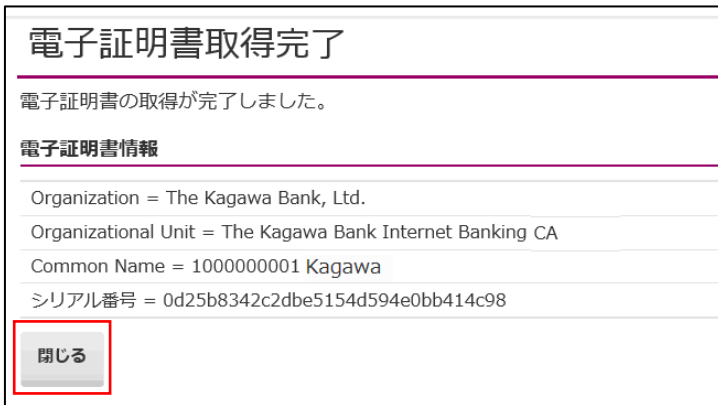 電子証明書取得完了
電子証明書の取得が完了しました。
電子証明書情報
Organization = The Kagawa Bank, Ltd.
Organizational Unit = The Kagawa Bank Internet Banking CA
Common Name = 1000000001 Kagawa
シリアル番号 = 0d25b8342c2dbe5154d594e0bb414c98
閉じる